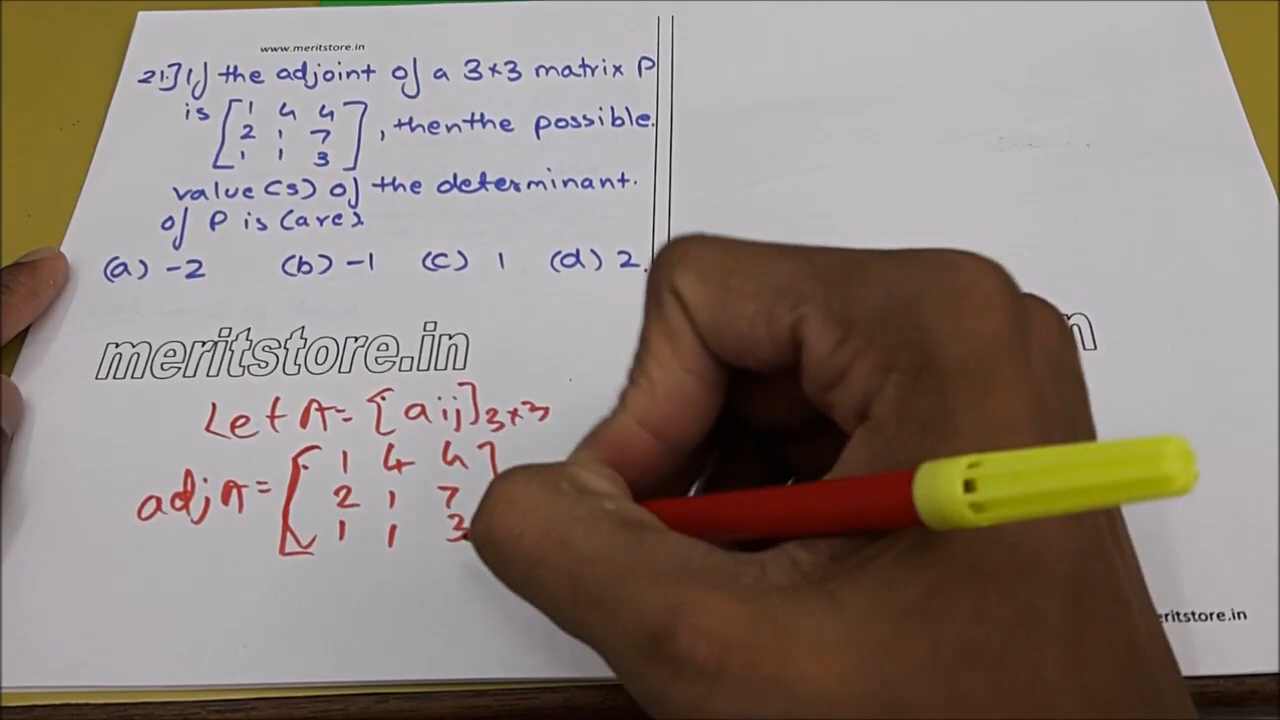 www.meritstore.in
21.] If the adjoint of a 3×3 matrix P
is [1 4 4
2 1 7
1 1 3], then the possible.
value(s) of the determinant.
of P is (are).
(a) -2 (b) -1 (c) 1 (d) 2.
meritstore.in
n
Let A = [aij]3×3
adj A = [1 4 4
2 1 7
1 1 3
ritstore.in